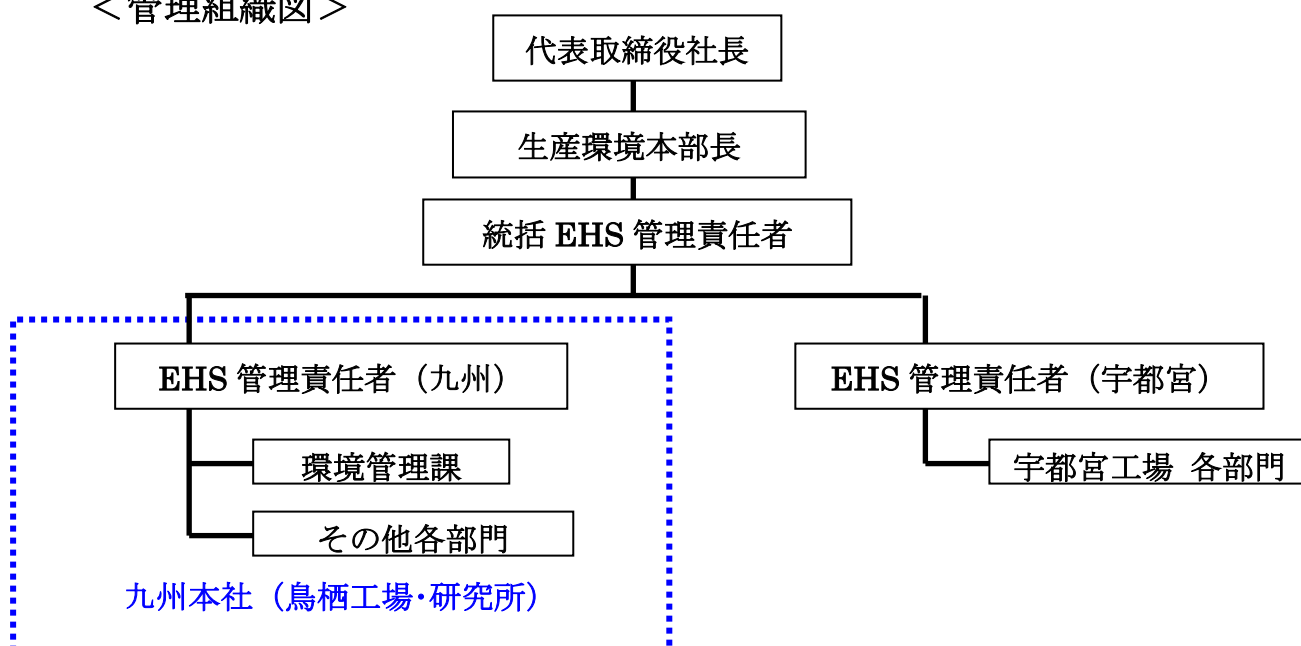 ＜管理組織図＞
代表取締役社長
生産環境本部長
統括 EHS 管理責任者
EHS 管理責任者（九州）
EHS 管理責任者（宇都宮）
環境管理課
宇都宮工場 各部門
その他各部門
九州本社（鳥栖工場･研究所）